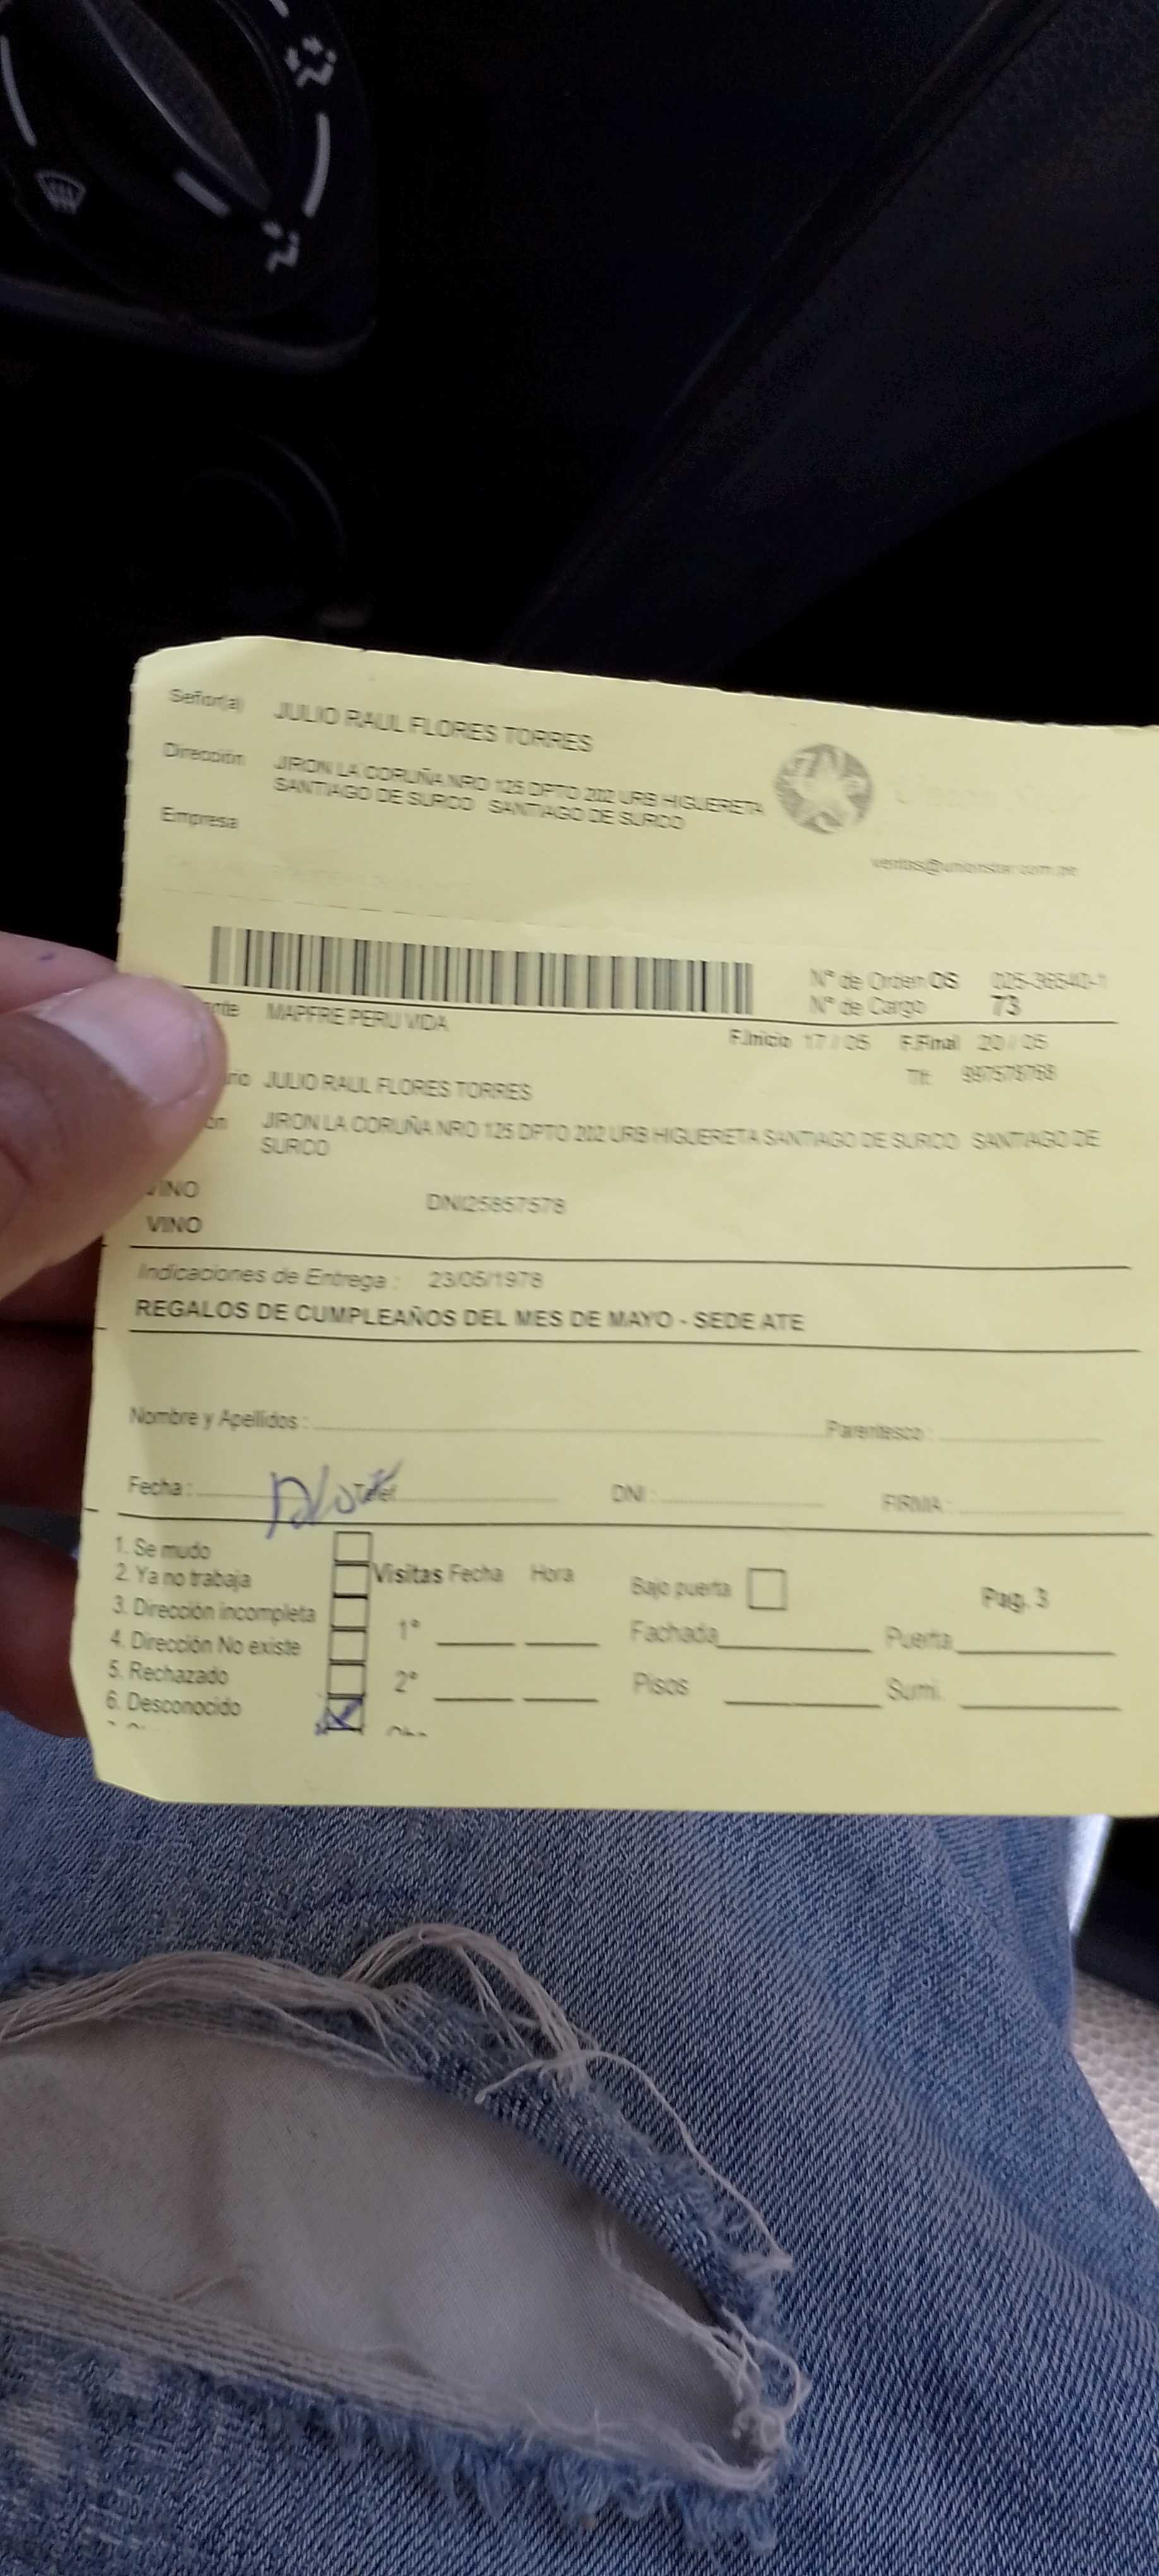 Señor(a) JULIO RAUL FLORES TORRES
Dirección JIRON LA CORUÑA NRO 125 DPTO 202 URB HIGUERETA
SANTIAGO DE SURCO SANTIAGO DE SURCO
Empresa
ventas@unionstar.com.pe
N° de Orden OS 025-36540-1
N° de Cargo 73
MAPFRE PERU VIDA
F.Inicio 17 / 05 F.Final 20 / 05
Tlf: 997578768
JULIO RAUL FLORES TORRES
JIRON LA CORUÑA NRO 125 DPTO 202 URB HIGUERETA SANTIAGO DE SURCO SANTIAGO DE
SURCO
VINO DNI25857578
VINO
Indicaciones de Entrega : 23/05/1978
REGALOS DE CUMPLEAÑOS DEL MES DE MAYO - SEDE ATE
Nombre y Apellidos : Parentesco :
Fecha : Telef. DNI : FIRMA :
1. Se mudo
2. Ya no trabaja Visitas Fecha Hora Bajo puerta Pag. 3
3. Dirección incompleta 1° Fachada Puerta
4. Dirección No existe
5. Rechazado 2° Pisos Sumi.
6. Desconocido